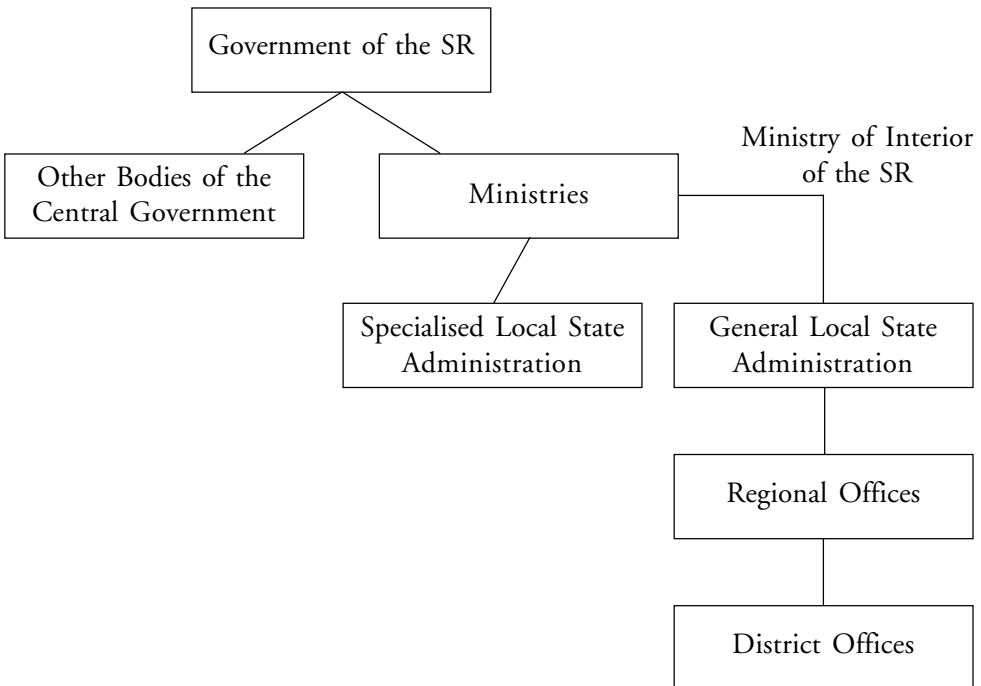 Government of the SR
Other Bodies of the
Central Government
Ministries
Ministry of Interior
of the SR
Specialised Local State
Administration
General Local State
Administration
Regional Offices
District Offices